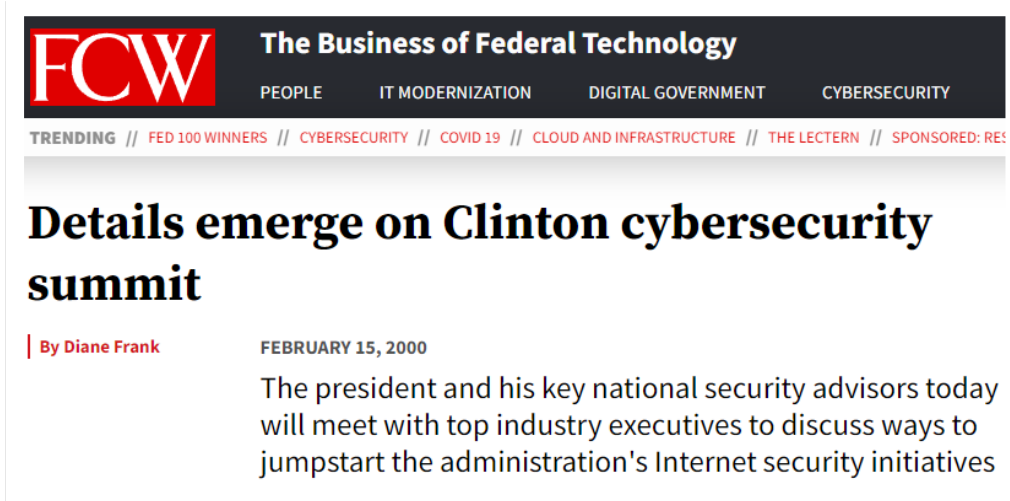 FCW
The Business of Federal Technology
PEOPLE IT MODERNIZATION DIGITAL GOVERNMENT CYBERSECURITY
TRENDING // FED 100 WINNERS // CYBERSECURITY // COVID 19 // CLOUD AND INFRASTRUCTURE // THE LECTERN // SPONSORED: RES
Details emerge on Clinton cybersecurity
summit
By Diane Frank
FEBRUARY 15, 2000
The president and his key national security advisors today
will meet with top industry executives to discuss ways to
jumpstart the administration's Internet security initiatives